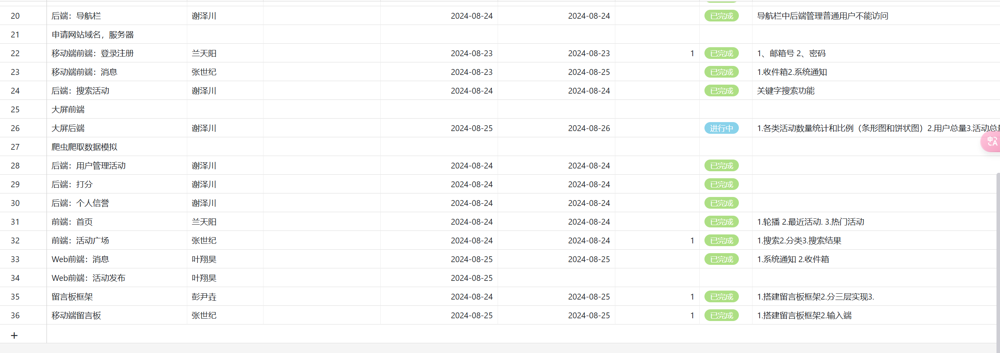 20 后端：导航栏 谢泽川 2024-08-24 2024-08-24 已完成 导航栏中后端管理普通用户不能访问
21 申请网站域名，服务器
22 移动端前端：登录注册 兰天阳 2024-08-23 2024-08-23 1 已完成 1、邮箱号 2、密码
23 移动端前端：消息 张世纪 2024-08-23 2024-08-25 已完成 1.收件箱2.系统通知
24 后端：搜索活动 谢泽川 2024-08-24 2024-08-24 已完成 关键字搜索功能
25 大屏前端
26 大屏后端 谢泽川 2024-08-25 2024-08-26 进行中 1.各类活动数量统计和比例（条形图和饼状图）2.用户总量3.活动总量
27 爬虫爬取数据模拟
28 后端：用户管理活动 谢泽川 2024-08-24 2024-08-24 已完成
29 后端：打分 谢泽川 2024-08-24 2024-08-24 已完成
30 后端：个人信誉 谢泽川 2024-08-24 2024-08-24 已完成
31 前端：首页 兰天阳 2024-08-24 2024-08-24 已完成 1.轮播 2.最近活动. 3.热门活动
32 前端：活动广场 张世纪 2024-08-24 2024-08-24 1 已完成 1.搜索2.分类3.搜索结果
33 Web前端：消息 叶翔昊 2024-08-25 2024-08-25 已完成 1.系统通知 2.收件箱
34 Web前端：活动发布 叶翔昊 2024-08-25
35 留言板框架 彭尹垚 2024-08-24 2024-08-25 1 已完成 1.搭建留言板框架2.分三层实现3.
36 移动端留言板 张世纪 2024-08-25 2024-08-25 1 已完成 1.搭建留言板框架2.输入端
+